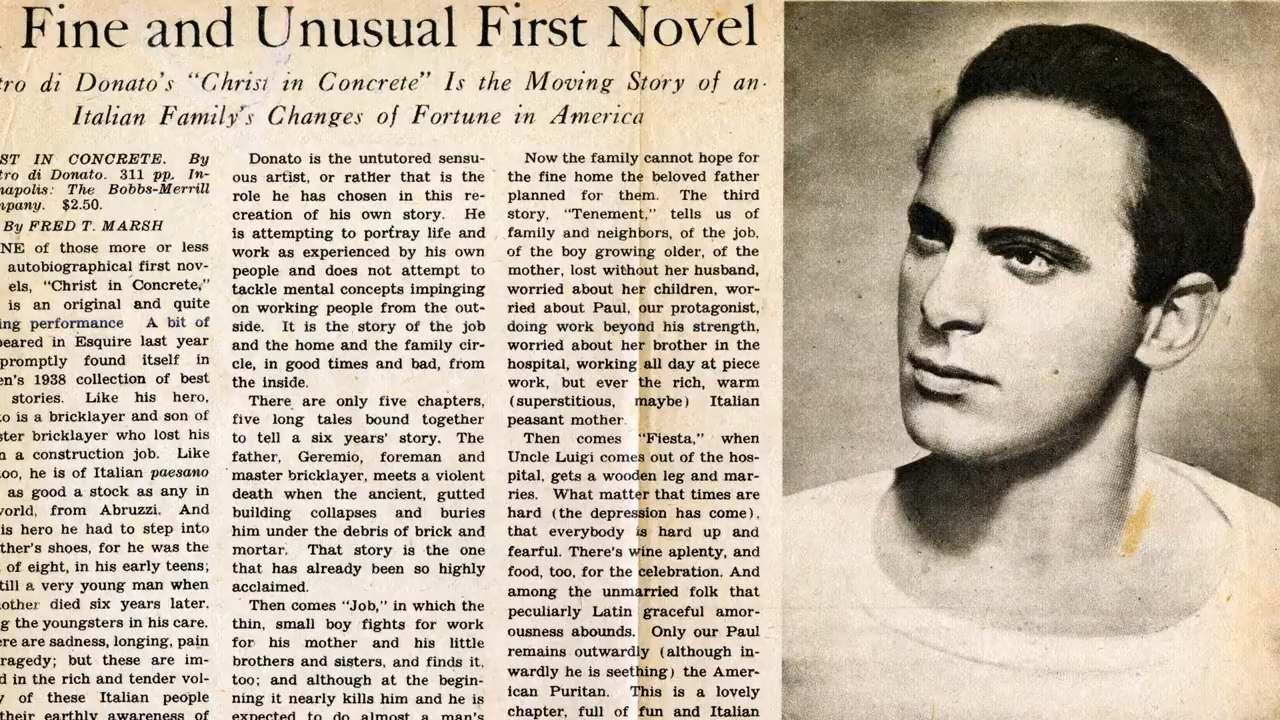 Fine and Unusual First Novel
tro di Donato's "Christ in Concrete" Is the Moving Story of an
Italian Family's Changes of Fortune in America
ST IN CONCRETE. By
tro di Donato. 311 pp. In-
napolis: The Bobbs-Merrill
mpany. $2.50.
By FRED T. MARSH
NE of those more or less
autobiographical first nov-
els, "Christ in Concrete,"
is an original and quite
ing performance A bit of
peared in Esquire last year
promptly found itself in
en's 1938 collection of best
stories. Like his hero,
to is a bricklayer and son of
ster bricklayer who lost his
n a construction job. Like
too, he is of Italian paesano
as good a stock as any in
world, from Abruzzi. And
is hero he had to step into
ther's shoes, for he was the
of eight, in his early teens;
till a very young man when
other died six years later,
g the youngsters in his care.
ere are sadness, longing, pain
ragedy; but these are im-
d in the rich and tender vol-
y of these Italian people
their earthly awareness of
Donato is the untutored sensu-
ous artist, or rather that is the
role he has chosen in this re-
creation of his own story. He
is attempting to portray life and
work as experienced by his own
people and does not attempt to
tackle mental concepts impinging
on working people from the out-
side. It is the story of the job
and the home and the family cir-
cle, in good times and bad, from
the inside.
There are only five chapters,
five long tales bound together
to tell a six years' story. The
father, Geremio, foreman and
master bricklayer, meets a violent
death when the ancient, gutted
building collapses and buries
him under the debris of brick and
mortar. That story is the one
that has already been so highly
acclaimed.
Then comes "Job," in which the
thin, small boy fights for work
for his mother and his little
brothers and sisters, and finds it,
too; and although at the begin-
ning it nearly kills him and he is
expected to do almost a man's
Now the family cannot hope for
the fine home the beloved father
planned for them. The third
story, "Tenement," tells us of
family and neighbors, of the job,
of the boy growing older, of the
mother, lost without her husband,
worried about her children, wor-
ried about Paul, our protagonist,
doing work beyond his strength,
worried about her brother in the
hospital, working all day at piece
work, but ever the rich, warm
(superstitious, maybe) Italian
peasant mother.
Then comes "Fiesta," when
Uncle Luigi comes out of the hos-
pital, gets a wooden leg and mar-
ries. What matter that times are
hard (the depression has come),
that everybody is hard up and
fearful. There's wine aplenty, and
food, too, for the celebration. And
among the unmarried folk that
peculiarly Latin graceful amor-
ousness abounds. Only our Paul
remains outwardly (although in-
wardly he is seething) the Amer-
ican Puritan. This is a lovely
chapter, full of fun and Italian